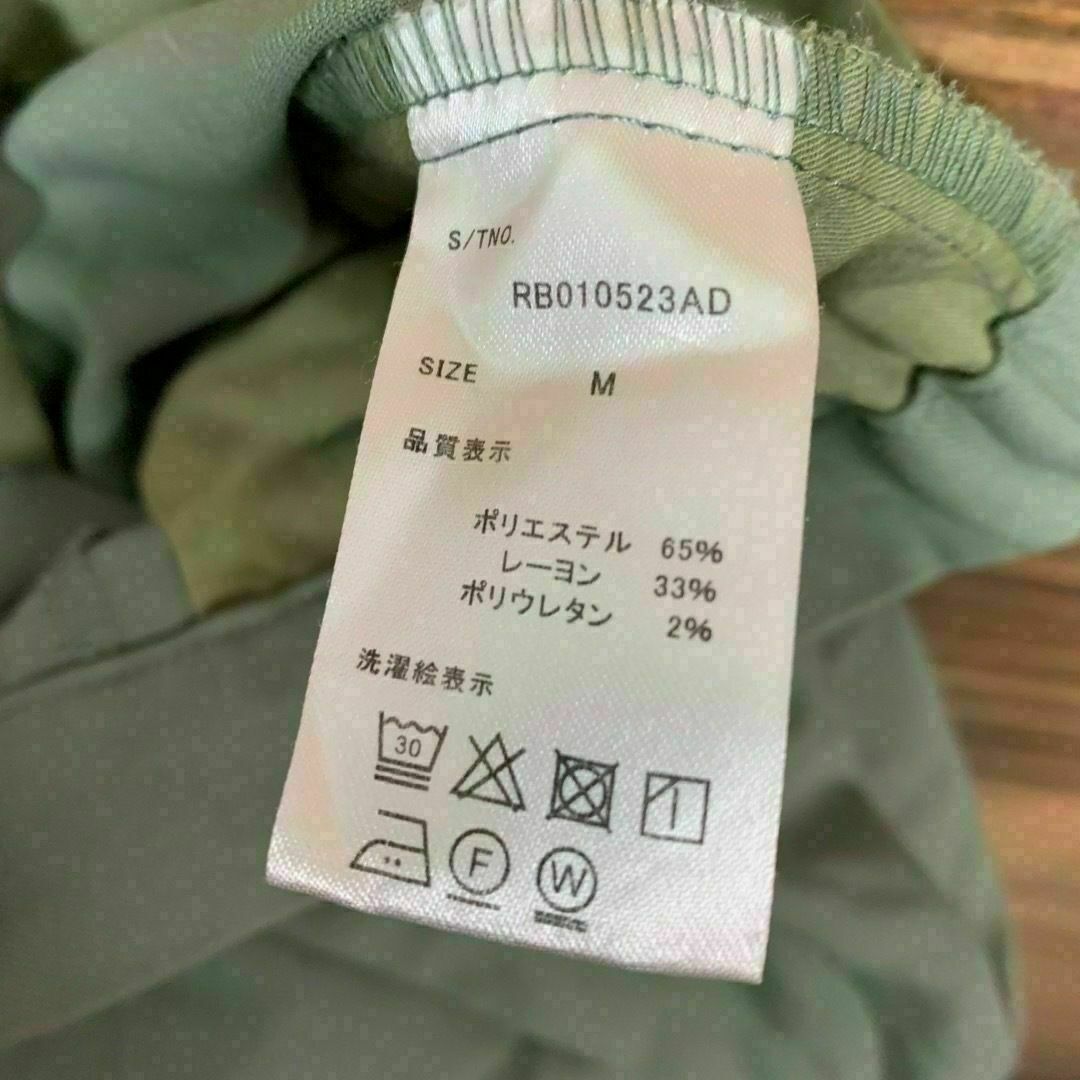 S/TNO.
RB010523AD
SIZE M
品質表示
ポリエステル 65%
レーヨン 33%
ポリウレタン 2%
洗濯絵表示
30
F W